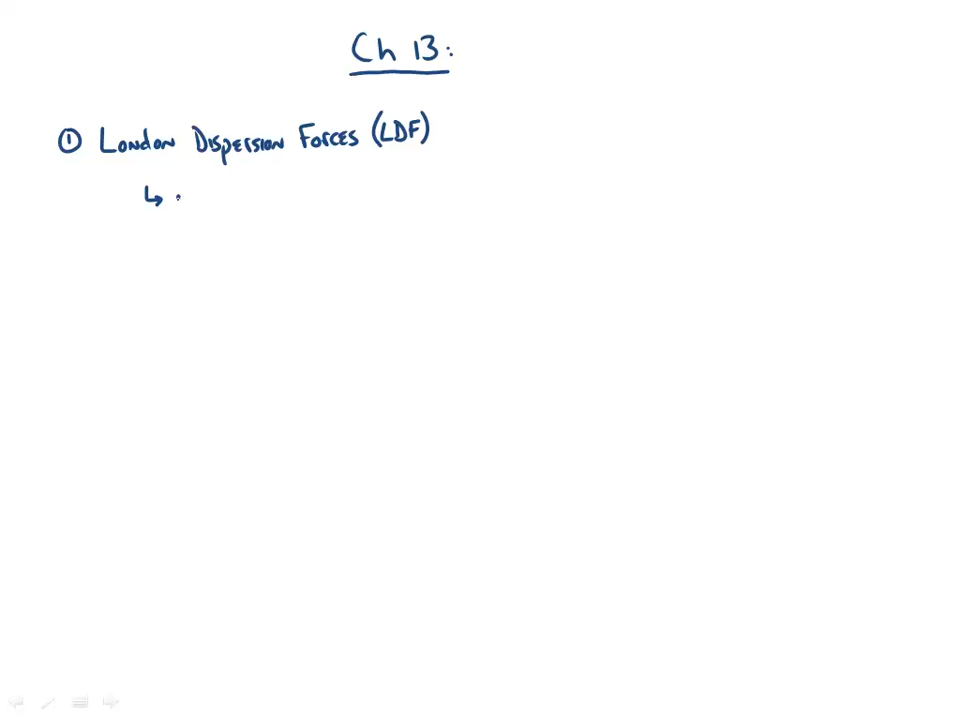 Ch 13:
① London Dispersion Forces (LDF)
↳